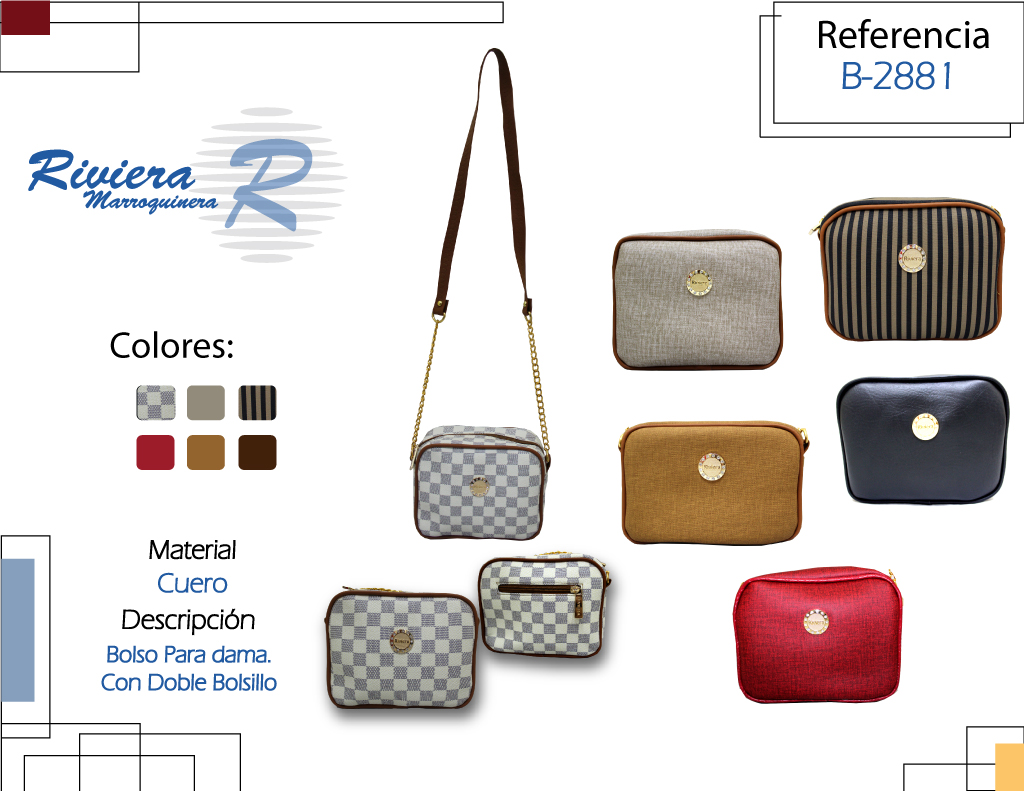 Referencia
B-2881
Riviera R
Marroquinera
Colores:
Material
Cuero
Descripción
Bolso Para dama.
Con Doble Bolsillo